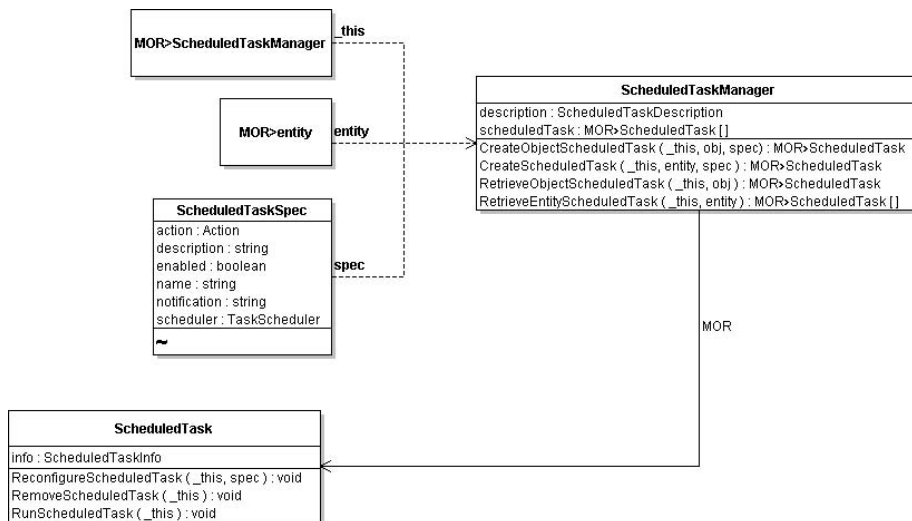 MOR>ScheduledTaskManager
_this
MOR>entity
entity
ScheduledTaskSpec
action : Action
description : string
enabled : boolean
name : string
notification : string
scheduler : TaskScheduler
~
spec
ScheduledTaskManager
description : ScheduledTaskDescription
scheduledTask : MOR>ScheduledTask [ ]
CreateObjectScheduledTask ( _this, obj, spec) : MOR>ScheduledTask
CreateScheduledTask ( _this, entity, spec ) : MOR>ScheduledTask
RetrieveObjectScheduledTask ( _this, obj ) : MOR>ScheduledTask
RetrieveEntityScheduledTask ( _this, entity ) : MOR>ScheduledTask [ ]
MOR
ScheduledTask
info : ScheduledTaskInfo
ReconfigureScheduledTask ( _this, spec ) : void
RemoveScheduledTask ( _this ) : void
RunScheduledTask ( _this ) : void